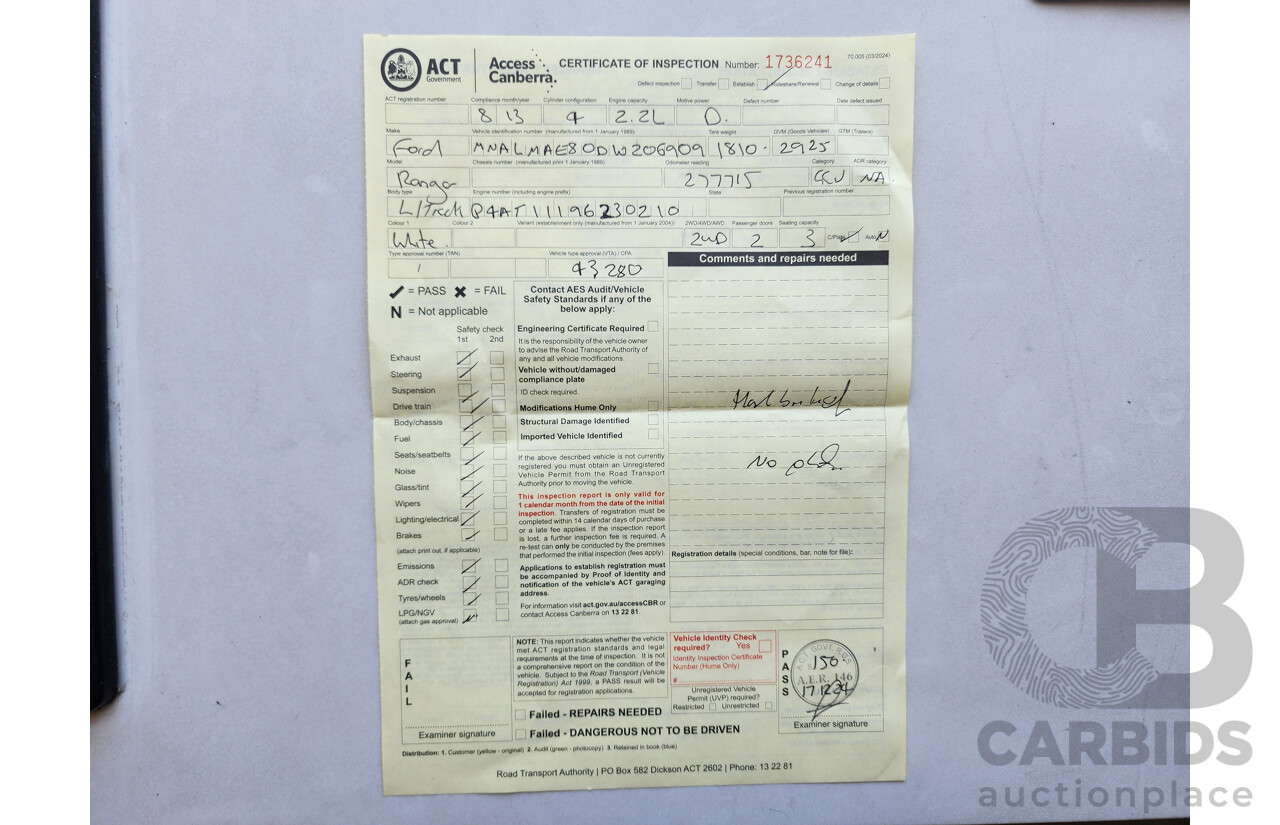 ACT Government
Access Canberra.
CERTIFICATE OF INSPECTION Number: 1736241
70.005 (03/2024)
Defect inspection Transfer Establish Rideshare/Renewal Change of details
ACT registration number Compliance month/year Cylinder configuration Engine capacity Motive power Defect number Date defect issued
8 13 4 2.2L D.
Make Vehicle identification number (manufactured from 1 January 1989) Tare weight GVM (Goods Vehicles) GTM (Trailers)
Ford MNALMAE80DW206909 1810 2925
Model Chassis number (manufactured prior 1 January 1989) Odometer reading Category ADR category
Ranger 277715 CCU NA
Body type Engine number (including engine prefix) State Previous registration number
L/Truck P4AT11196230210
Colour 1 Colour 2 Variant (establishment only (manufactured from 1 January 2004)) 2WD/4WD/AWD Passenger doors Seating capacity
White. 2WD 2 3 C/Plate Auto N
Type approval number (TAN) Vehicle type approval (VTA) / CPA
/ 43280
Comments and repairs needed
No
= PASS = FAIL
N = Not applicable
Safety check
1st 2nd
Exhaust
Steering
Suspension
Drive train
Body/chassis
Fuel
Seats/seatbelts
Noise
Glass/tint
Wipers
Lighting/electrical
Brakes
(attach print out, if applicable)
Emissions
ADR check
Tyres/wheels
LPG/NGV N
(attach gas approval)
Contact AES Audit/Vehicle
Safety Standards if any of the
below apply:
Engineering Certificate Required
It is the responsibility of the vehicle owner
to advise the Road Transport Authority of
any and all vehicle modifications.
Vehicle without/damaged
compliance plate
ID check required.
Modifications Hume Only
Structural Damage Identified
Imported Vehicle Identified
If the above described vehicle is not currently
registered you must obtain an Unregistered
Vehicle Permit from the Road Transport
Authority prior to moving the vehicle.
This inspection report is only valid for
1 calendar month from the date of the initial
inspection. Transfers of registration must be
completed within 14 calendar days of purchase
or a late fee applies. If the inspection report
is lost, a further inspection fee is required. A
re-test can only be conducted by the premises
that performed the initial inspection (fees apply).
Applications to establish registration must
be accompanied by Proof of Identity and
notification of the vehicle's ACT garaging
address.
For information visit act.gov.au/accessCBR or
contact Access Canberra on 13 22 81.
Registration details (special conditions, bar, note for file):
FAIL
Examiner signature
NOTE: This report indicates whether the vehicle
met ACT registration standards and legal
requirements at the time of inspection. It is not
a comprehensive report on the condition of the
vehicle. Subject to the Road Transport (Vehicle
Registration) Act 1999, a PASS result will be
accepted for registration applications.
Vehicle Identity Check
required? Yes
Identity Inspection Certificate
Number (Hume Only)
#
Unregistered Vehicle
Permit (UVP) required?
Restricted Unrestricted
PASS
150
A.E.R. 146
171224
Examiner signature
Failed - REPAIRS NEEDED
Failed - DANGEROUS NOT TO BE DRIVEN
Distribution: 1. Customer (yellow - original) 2. Audit (green - photocopy) 3. Retained in book (blue)
Road Transport Authority | PO Box 582 Dickson ACT 2602 | Phone: 13 22 81
CB
CARBIDS
auctionplace